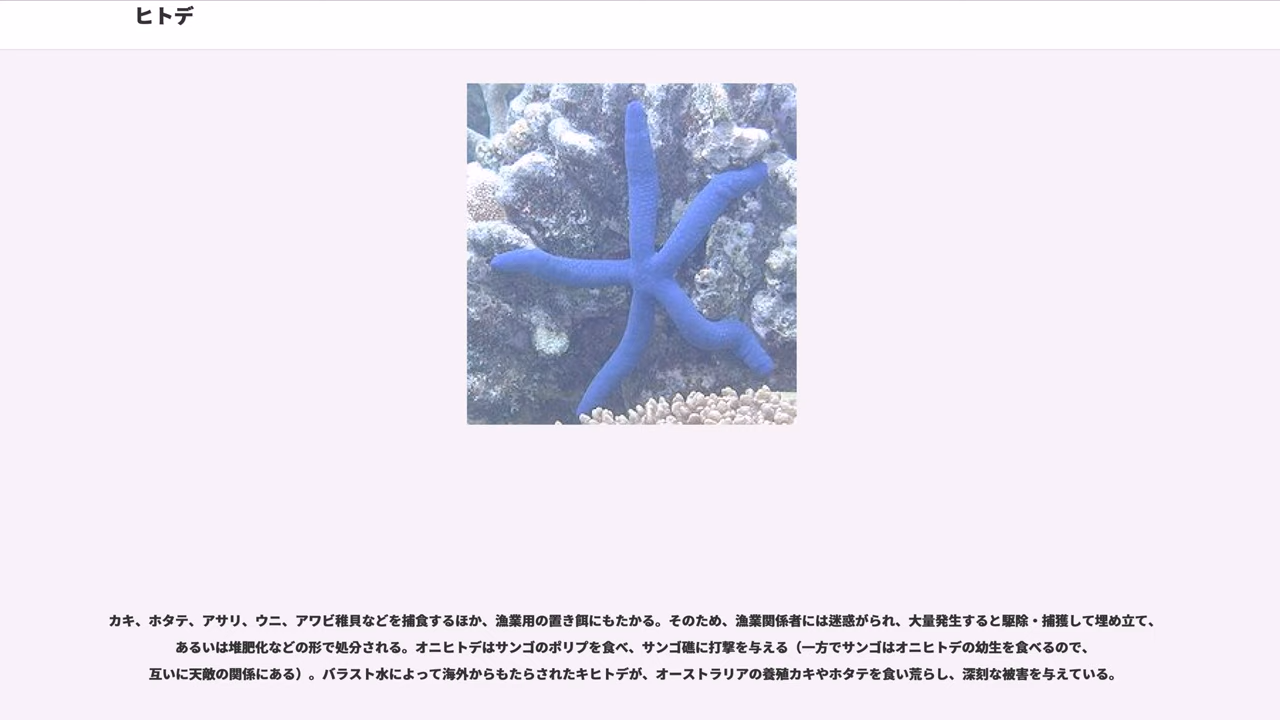 ヒトデ
カキ、ホタテ、アサリ、ウニ、アワビ稚貝などを捕食するほか、漁業用の置き餌にもたかる。そのため、漁業関係者には迷惑がられ、大量発生すると駆除・捕獲して埋め立て、
あるいは堆肥化などの形で処分される。オニヒトデはサンゴのポリプを食べ、サンゴ礁に打撃を与える（一方でサンゴはオニヒトデの幼生を食べるので、
互いに天敵の関係にある）。バラスト水によって海外からもたらされたキヒトデが、オーストラリアの養殖カキやホタテを食い荒らし、深刻な被害を与えている。